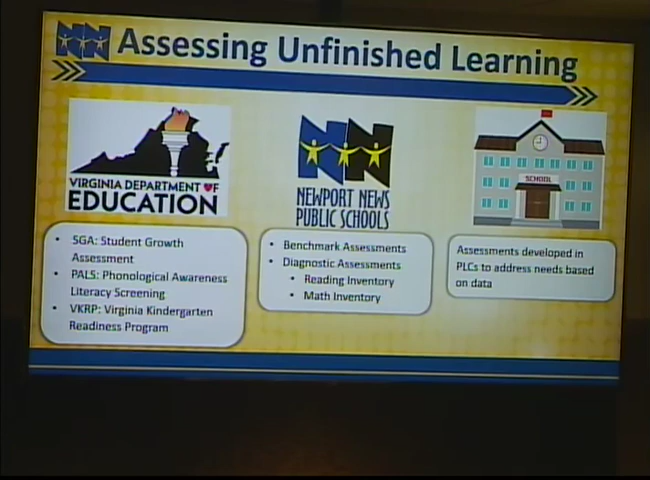 NN Assessing Unfinished Learning
VIRGINIA DEPARTMENT OF
EDUCATION
• SGA: Student Growth
Assessment
• PALS: Phonological Awareness
Literacy Screening
• VKRP: Virginia Kindergarten
Readiness Program
NN
NEWPORT NEWS
PUBLIC SCHOOLS
• Benchmark Assessments
• Diagnostic Assessments
• Reading Inventory
• Math Inventory
SCHOOL
Assessments developed in
PLCs to address needs based
on data